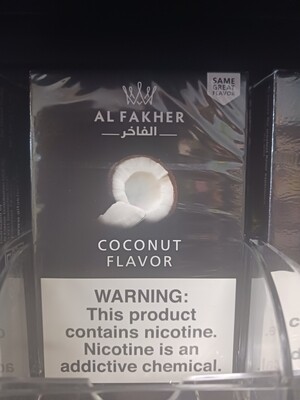 SAME
GREAT
FLAVOR
AL FAKHER
الفاخر
COCONUT
FLAVOR
WARNING:
This product
contains nicotine.
Nicotine is an
addictive chemical.